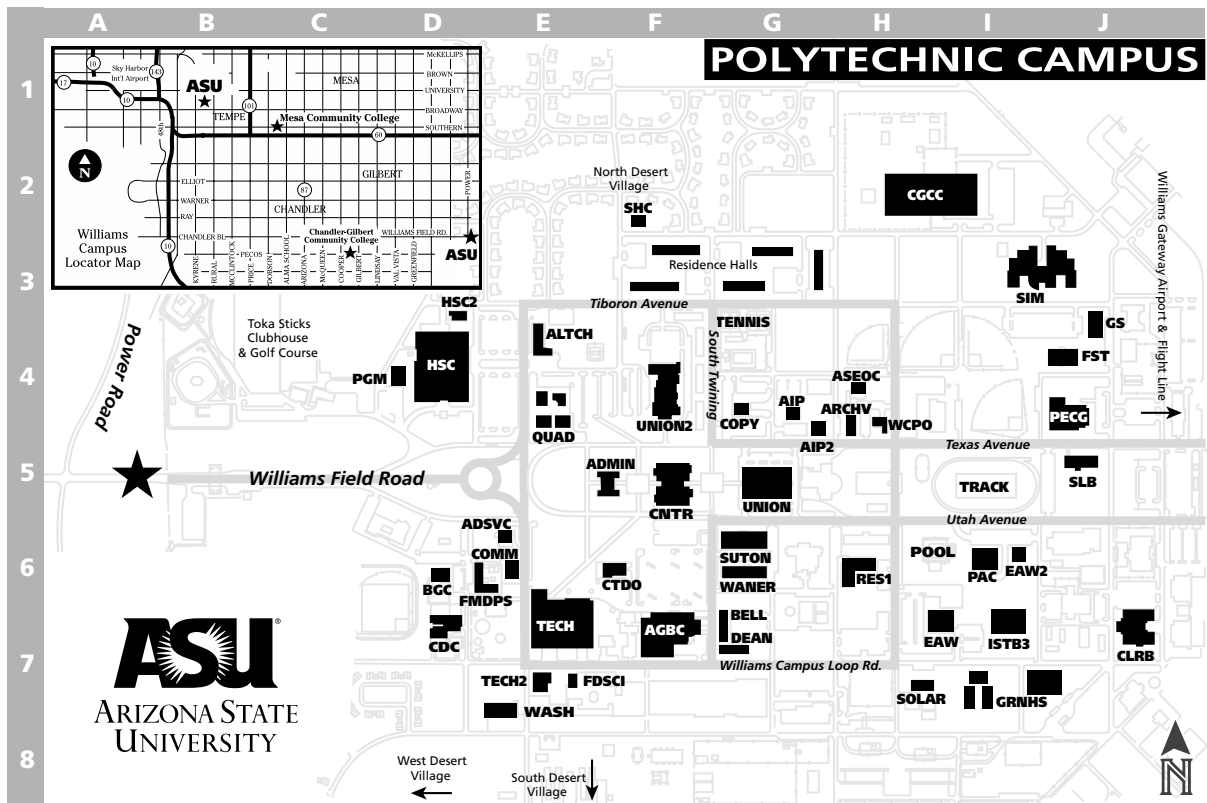 A B C D E F G H I J
1
2
3
4
5
6
7
8
POLYTECHNIC CAMPUS
10
17
143
Sky Harbor
Int'l Airport
10
ASU
TEMPE
101
MESA
Mesa Community College
McKELLIPS
BROWN
UNIVERSITY
BROADWAY
SOUTHERN
48th
60
N
ELLIOT
WARNER
RAY
CHANDLER BL.
87
GILBERT
CHANDLER
POWER
Chandler-Gilbert
Community College
WILLIAMS FIELD RD.
ASU
Williams
Campus
Locator Map
10
KYRENE
RURAL
McCLINTOCK
PRICE
PECOS
DOBSON
ALMA SCHOOL
ARIZONA
McQUEEN
COOPER
GILBERT
LINDSAY
VAL VISTA
GREENFIELD
North Desert
Village
SHC
CGCC
Williams Gateway Airport & Flight Line
Residence Halls
SIM
Tiboron Avenue
HSC2
Power Road
Toka Sticks
Clubhouse
& Golf Course
HSC
PGM
ALTCH
TENNIS
South Twining
GS
FST
ASEOC
AIP
ARCHV
COPY
WCPO
AIP2
PECG
QUAD
UNION2
Texas Avenue
Williams Field Road
ADMIN
CNTR
UNION
TRACK
SLB
Utah Avenue
ADSVC
COMM
BGC
FMDPS
CDC
CTDO
SUTON
WANER
RES1
POOL
PAC
EAW2
TECH
AGBC
BELL
DEAN
EAW
ISTB3
CLRB
Williams Campus Loop Rd.
TECH2
FDSCI
WASH
SOLAR
GRNHS
ASU®
ARIZONA STATE
UNIVERSITY
West Desert
Village
South Desert
Village
N